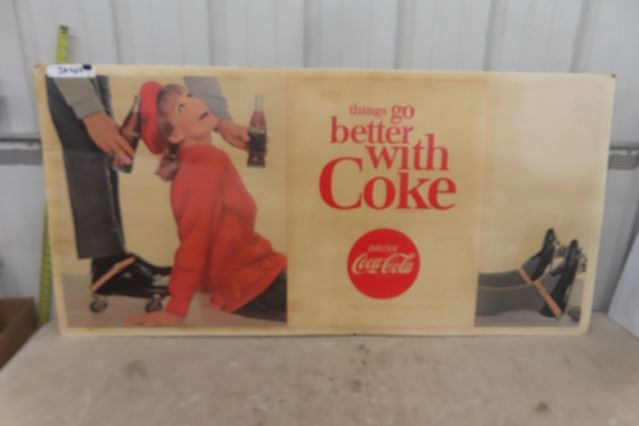 things go
better
with
Coke
DRINK
Coca-Cola